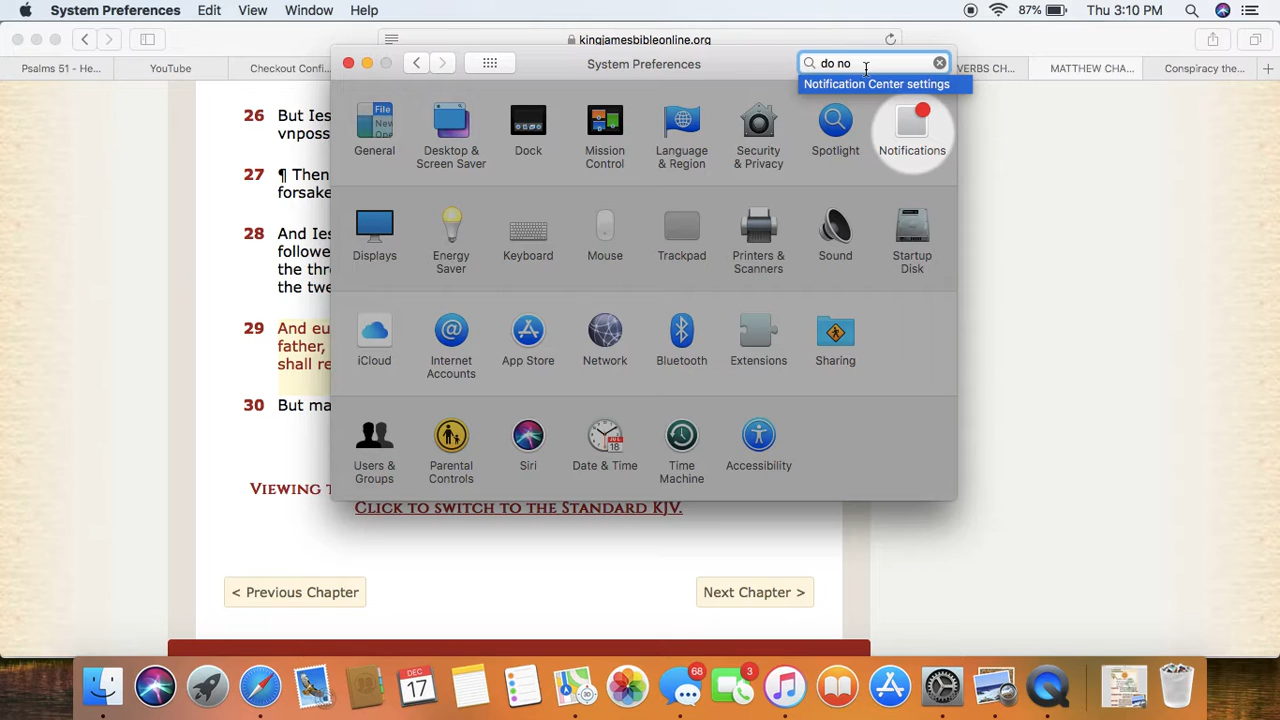 System Preferences Edit View Window Help
87% Thu 3:10 PM
kingjamesbibleonline.org
Psalms 51 - He...
YouTube
Checkout Confi...
VERBS CH...
MATTHEW CHA...
Conspiracy the...
System Preferences
do no
Notification Center settings
General
Desktop &
Screen Saver
Dock
Mission
Control
Language
& Region
Security
& Privacy
Spotlight
Notifications
Displays
Energy
Saver
Keyboard
Mouse
Trackpad
Printers &
Scanners
Sound
Startup
Disk
iCloud
Internet
Accounts
App Store
Network
Bluetooth
Extensions
Sharing
Users &
Groups
Parental
Controls
Siri
Date & Time
Time
Machine
Accessibility
File
New
JUL
18
26 But Ies
vnposs
27 ¶ Then
forsake
28 And Ies
followe
the thro
the twe
29 And eu
father,
shall re
30 But ma
Viewing t
Click to switch to the Standard KJV.
< Previous Chapter
Next Chapter >
DEC
17
68
3